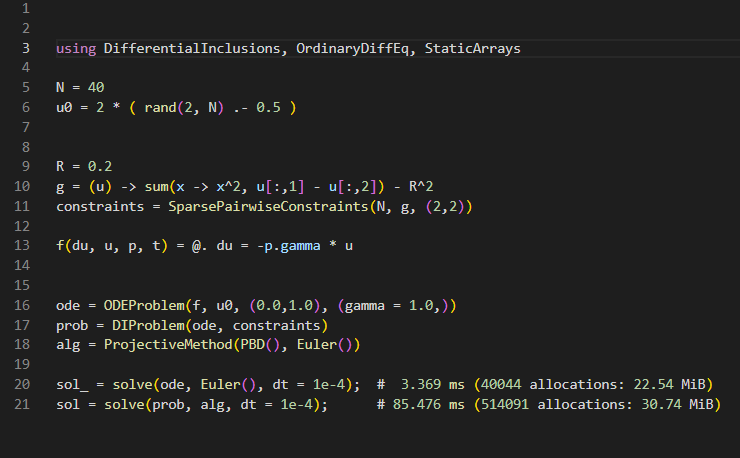 1
2
3 using DifferentialInclusions, OrdinaryDiffEq, StaticArrays
4
5 N = 40
6 u0 = 2 * ( rand(2, N) .- 0.5 )
7
8
9 R = 0.2
10 g = (u) -> sum(x -> x^2, u[:,1] - u[:,2]) - R^2
11 constraints = SparsePairwiseConstraints(N, g, (2,2))
12
13 f(du, u, p, t) = @. du = -p.gamma * u
14
15
16 ode = ODEProblem(f, u0, (0.0,1.0), (gamma = 1.0,))
17 prob = DIProblem(ode, constraints)
18 alg = ProjectiveMethod(PBD(), Euler())
19
20 sol_ = solve(ode, Euler(), dt = 1e-4);  #  3.369 ms (40044 allocations: 22.54 MiB)
21 sol = solve(prob, alg, dt = 1e-4);      # 85.476 ms (514091 allocations: 30.74 MiB)